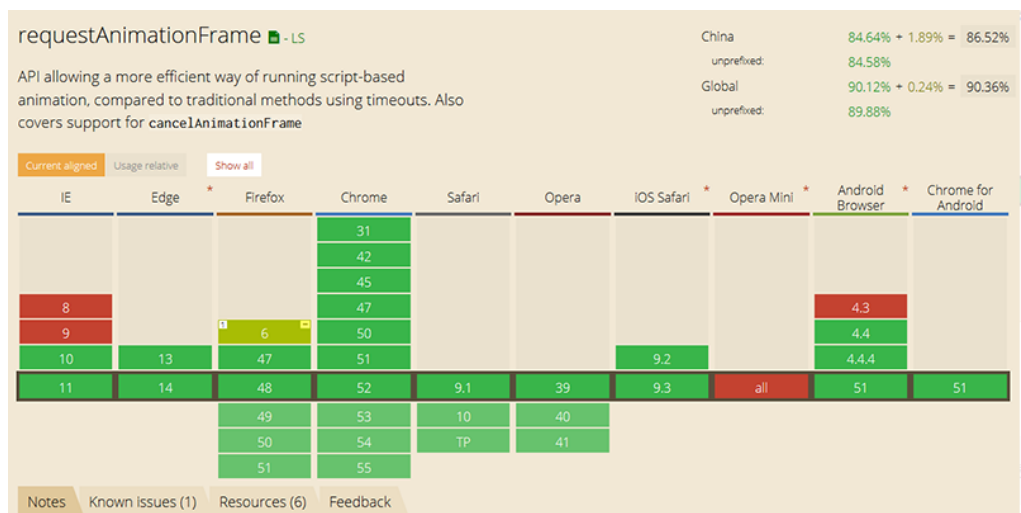 requestAnimationFrame - LS
API allowing a more efficient way of running script-based
animation, compared to traditional methods using timeouts. Also
covers support for cancelAnimationFrame
China 84.64% + 1.89% = 86.52%
unprefixed: 84.58%
Global 90.12% + 0.24% = 90.36%
unprefixed: 89.88%
Current aligned Usage relative Show all
IE Edge * Firefox Chrome Safari Opera iOS Safari * Opera Mini * Android Browser * Chrome for Android
31
42
45
8 47 4.3
9 1 6 - 50 4.4
10 13 47 51 9.2 4.4.4
11 14 48 52 9.1 39 9.3 all 51 51
49 53 10 40
50 54 TP 41
51 55
Notes Known issues (1) Resources (6) Feedback